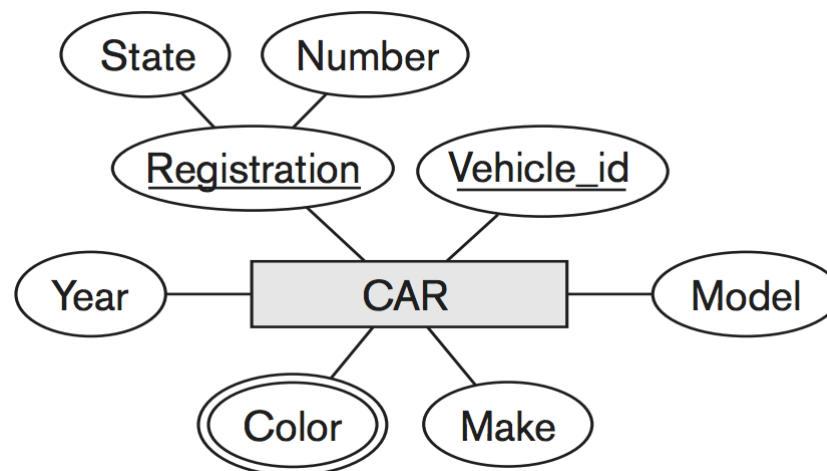 State
Number
Registration
Vehicle_id
Year
CAR
Model
Color
Make